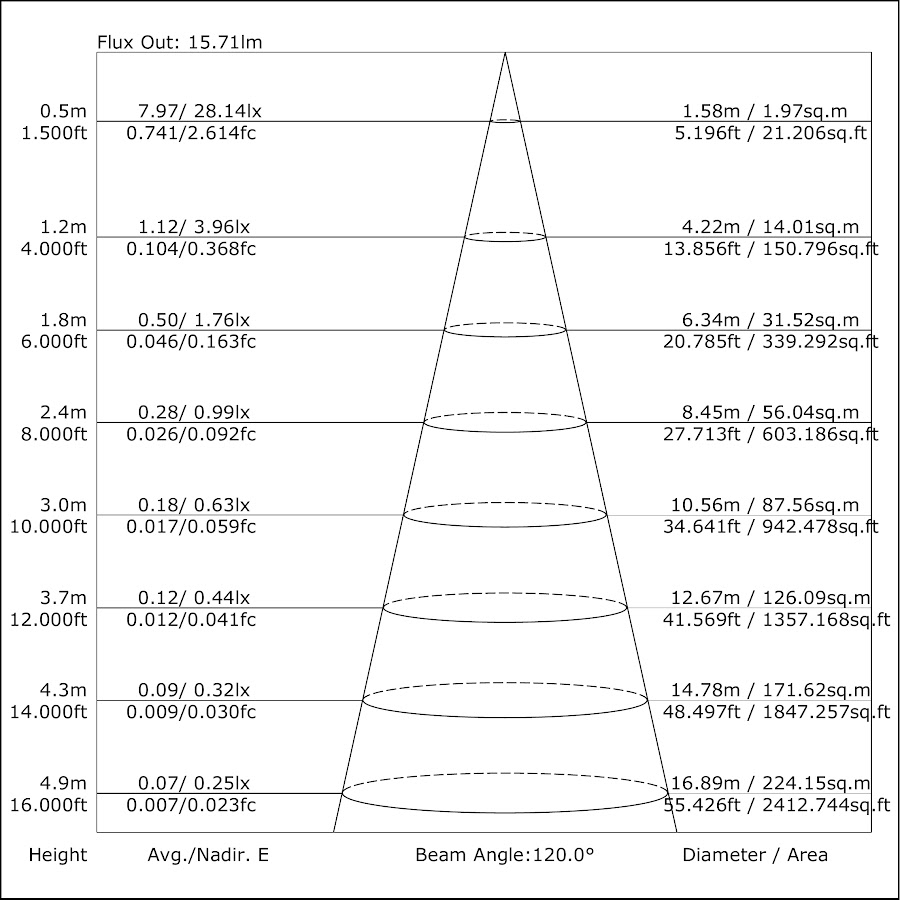 Flux Out: 15.71lm
0.5m 7.97/ 28.14lx 1.58m / 1.97sq.m
1.500ft 0.741/2.614fc 5.196ft / 21.206sq.ft
1.2m 1.12/ 3.96lx 4.22m / 14.01sq.m
4.000ft 0.104/0.368fc 13.856ft / 150.796sq.ft
1.8m 0.50/ 1.76lx 6.34m / 31.52sq.m
6.000ft 0.046/0.163fc 20.785ft / 339.292sq.ft
2.4m 0.28/ 0.99lx 8.45m / 56.04sq.m
8.000ft 0.026/0.092fc 27.713ft / 603.186sq.ft
3.0m 0.18/ 0.63lx 10.56m / 87.56sq.m
10.000ft 0.017/0.059fc 34.641ft / 942.478sq.ft
3.7m 0.12/ 0.44lx 12.67m / 126.09sq.m
12.000ft 0.012/0.041fc 41.569ft / 1357.168sq.ft
4.3m 0.09/ 0.32lx 14.78m / 171.62sq.m
14.000ft 0.009/0.030fc 48.497ft / 1847.257sq.ft
4.9m 0.07/ 0.25lx 16.89m / 224.15sq.m
16.000ft 0.007/0.023fc 55.426ft / 2412.744sq.ft
Height Avg./Nadir. E Beam Angle:120.0° Diameter / Area